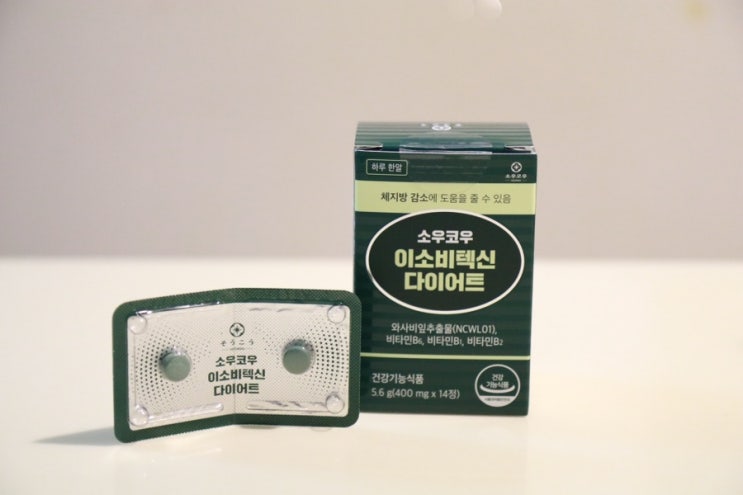 하루 한알
소우코우
체지방 감소에 도움을 줄 수 있음
소우코우
이소비텍신
다이어트
와사비잎추출물(NCWL01),
비타민B₆, 비타민B₁, 비타민B₂
건강기능식품
5.6 g(400 mg x 14정)
건강
기능식품
そうこう
소우코우
이소비텍신
다이어트